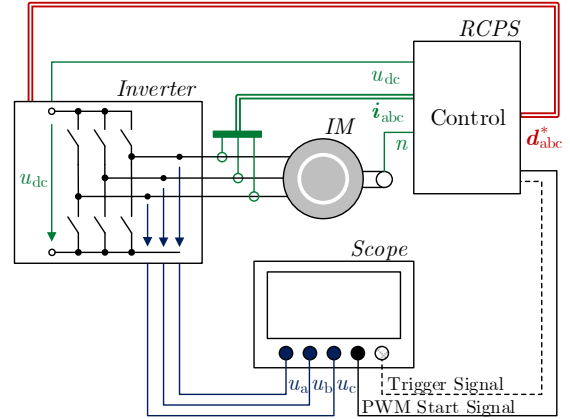 RCPS
Inverter
u_dc
i_abc
IM
Control
d*_abc
n
u_dc
Scope
u_a u_b u_c
Trigger Signal
PWM Start Signal